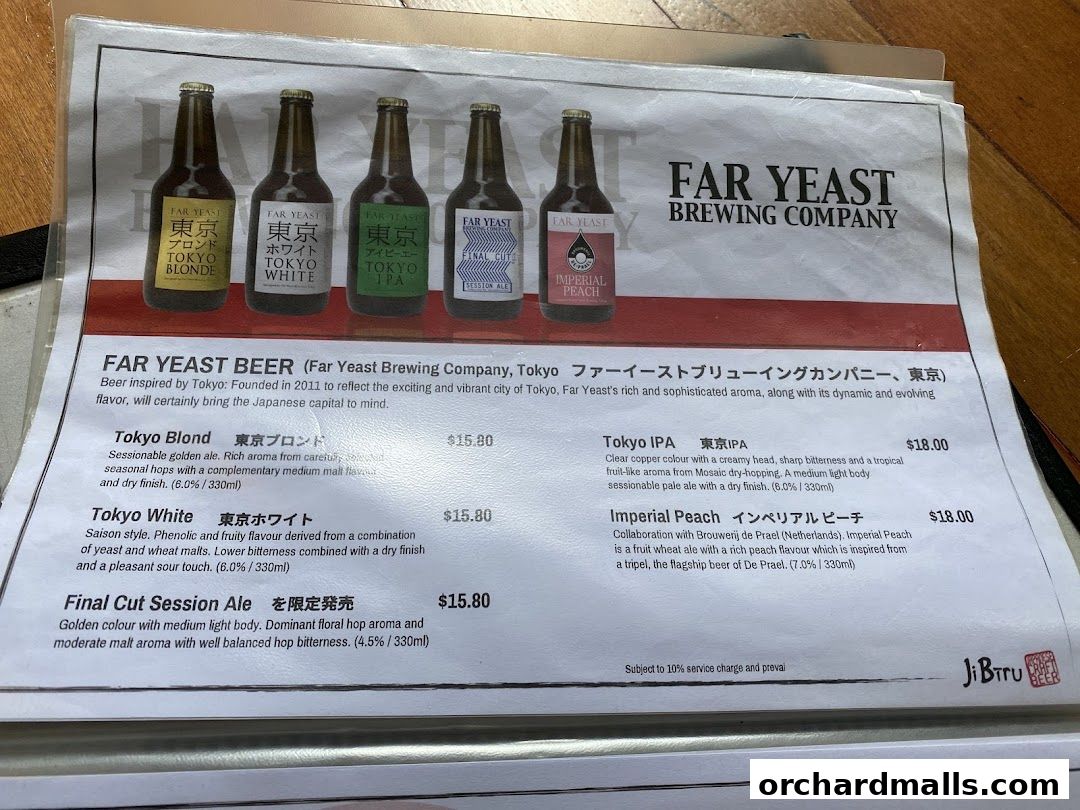 FAR YEAST
BREWING COMPANY
FAR YEAST
東京
ブロンド
TOKYO
BLONDE
FAR YEAST
東京
ホワイト
TOKYO
WHITE
FAR YEAST
東京
アイピーエー
TOKYO
IPA
FAR YEAST
FINAL CUT
SESSION ALE
FAR YEAST
IMPERIAL
PEACH
FAR YEAST
BREWING COMPANY
FAR YEAST BEER (Far Yeast Brewing Company, Tokyo ファーイーストブリューイングカンパニー、東京)
Beer inspired by Tokyo: Founded in 2011 to reflect the exciting and vibrant city of Tokyo, Far Yeast's rich and sophisticated aroma, along with its dynamic and evolving
flavor, will certainly bring the Japanese capital to mind.
Tokyo Blond 東京ブロンド $15.80
Sessionable golden ale. Rich aroma from carefully selected
seasonal hops with a complementary medium malt flavour
and dry finish. (6.0% / 330ml)
Tokyo White 東京ホワイト $15.80
Saison style. Phenolic and fruity flavour derived from a combination
of yeast and wheat malts. Lower bitterness combined with a dry finish
and a pleasant sour touch. (6.0% / 330ml)
Final Cut Session Ale を限定発売 $15.80
Golden colour with medium light body. Dominant floral hop aroma and
moderate malt aroma with well balanced hop bitterness. (4.5% / 330ml)
Tokyo IPA 東京IPA $18.00
Clear copper colour with a creamy head, sharp bitterness and a tropical
fruit-like aroma from Mosaic dry-hopping. A medium light body
sessionable pale ale with a dry finish. (6.0% / 330ml)
Imperial Peach インペリアル ピーチ $18.00
Collaboration with Brouwerij de Prael (Netherlands). Imperial Peach
is a fruit wheat ale with a rich peach flavour which is inspired from
a tripel, the flagship beer of De Prael. (7.0% / 330ml)
Subject to 10% service charge and prevai
JiBiru
CRAFT
BEER
orchardmalls.com